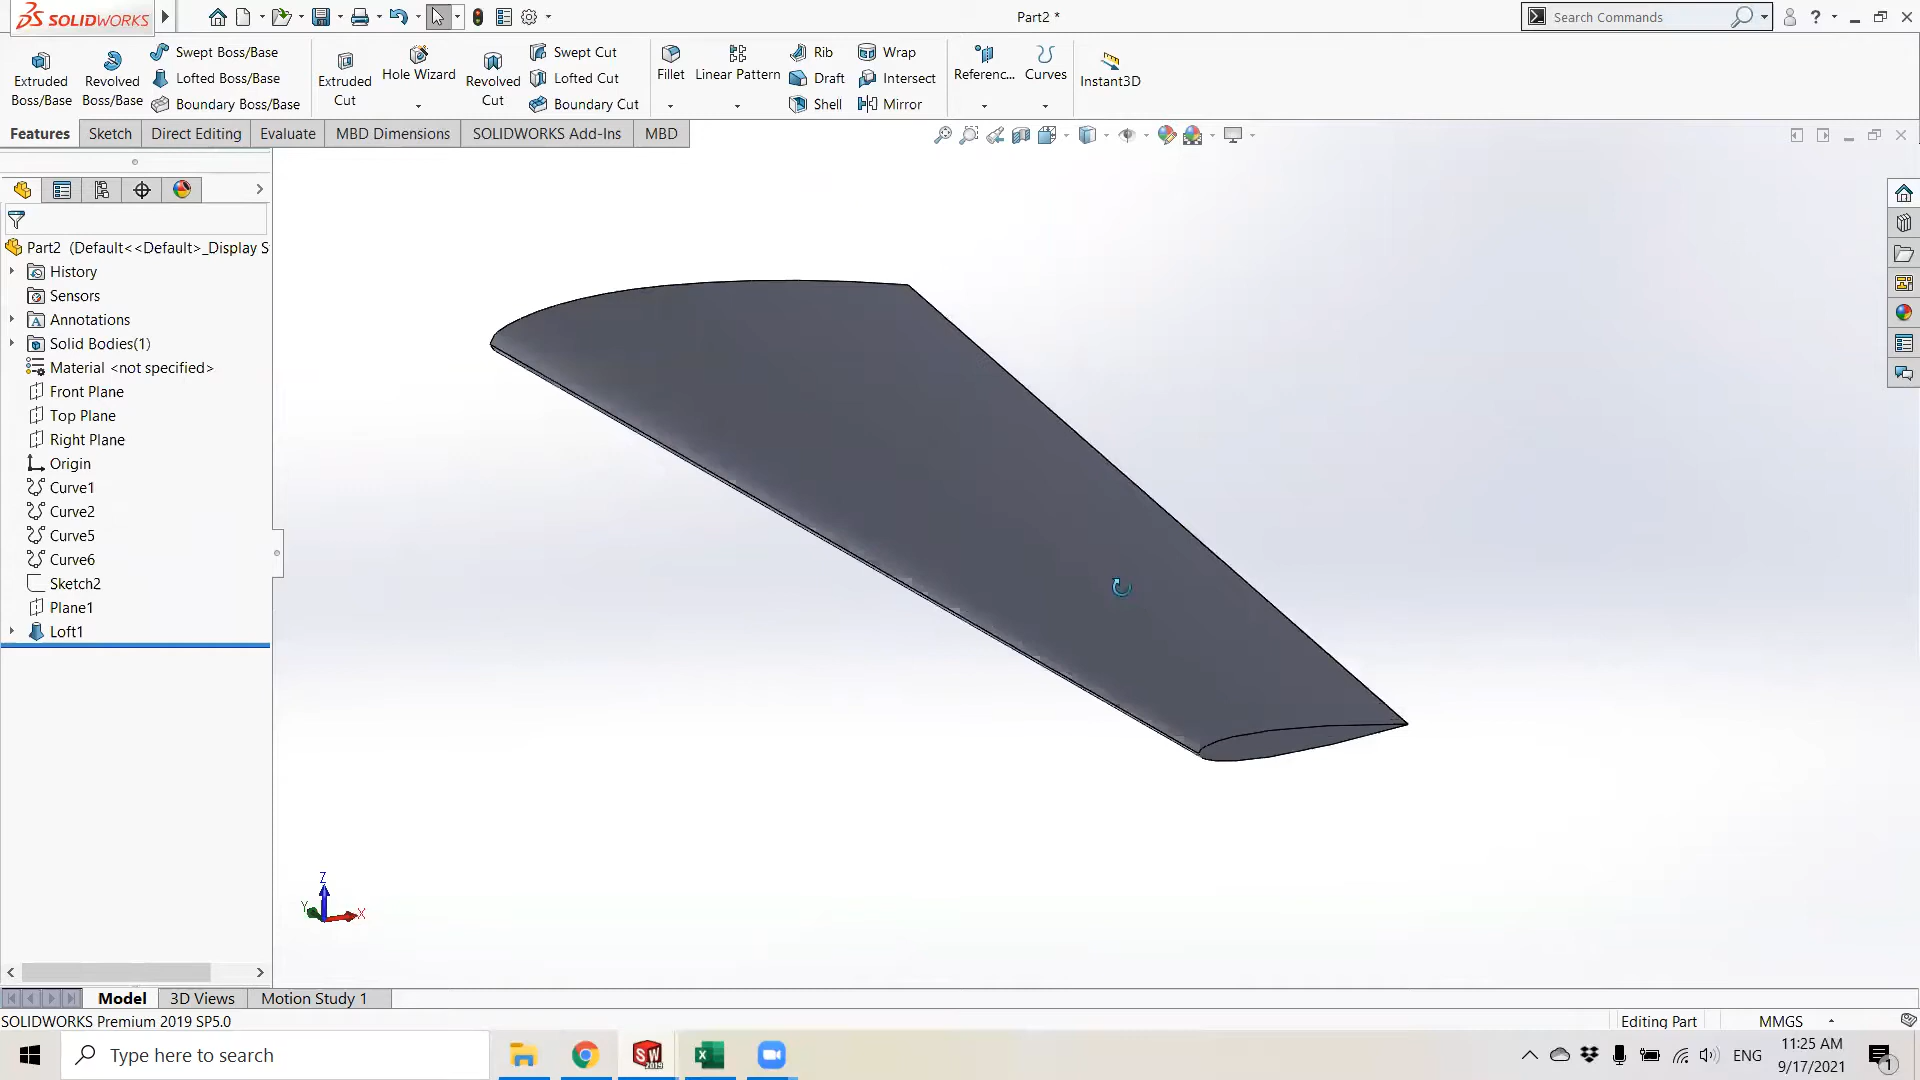 SOLIDWORKS
Part2 *
Search Commands
Extruded Boss/Base
Revolved Boss/Base
Swept Boss/Base
Lofted Boss/Base
Boundary Boss/Base
Extruded Cut
Hole Wizard
Revolved Cut
Swept Cut
Lofted Cut
Boundary Cut
Fillet
Linear Pattern
Rib
Draft
Shell
Wrap
Intersect
Mirror
Referenc...
Curves
Instant3D
Features
Sketch
Direct Editing
Evaluate
MBD Dimensions
SOLIDWORKS Add-Ins
MBD
Part2 (Default<<Default>_Display S
History
Sensors
Annotations
Solid Bodies(1)
Material <not specified>
Front Plane
Top Plane
Right Plane
Origin
Curve1
Curve2
Curve5
Curve6
Sketch2
Plane1
Loft1
Z
Y
X
Model
3D Views
Motion Study 1
SOLIDWORKS Premium 2019 SP5.0
Editing Part
MMGS
Type here to search
SW
2019
ENG
11:25 AM
9/17/2021
1